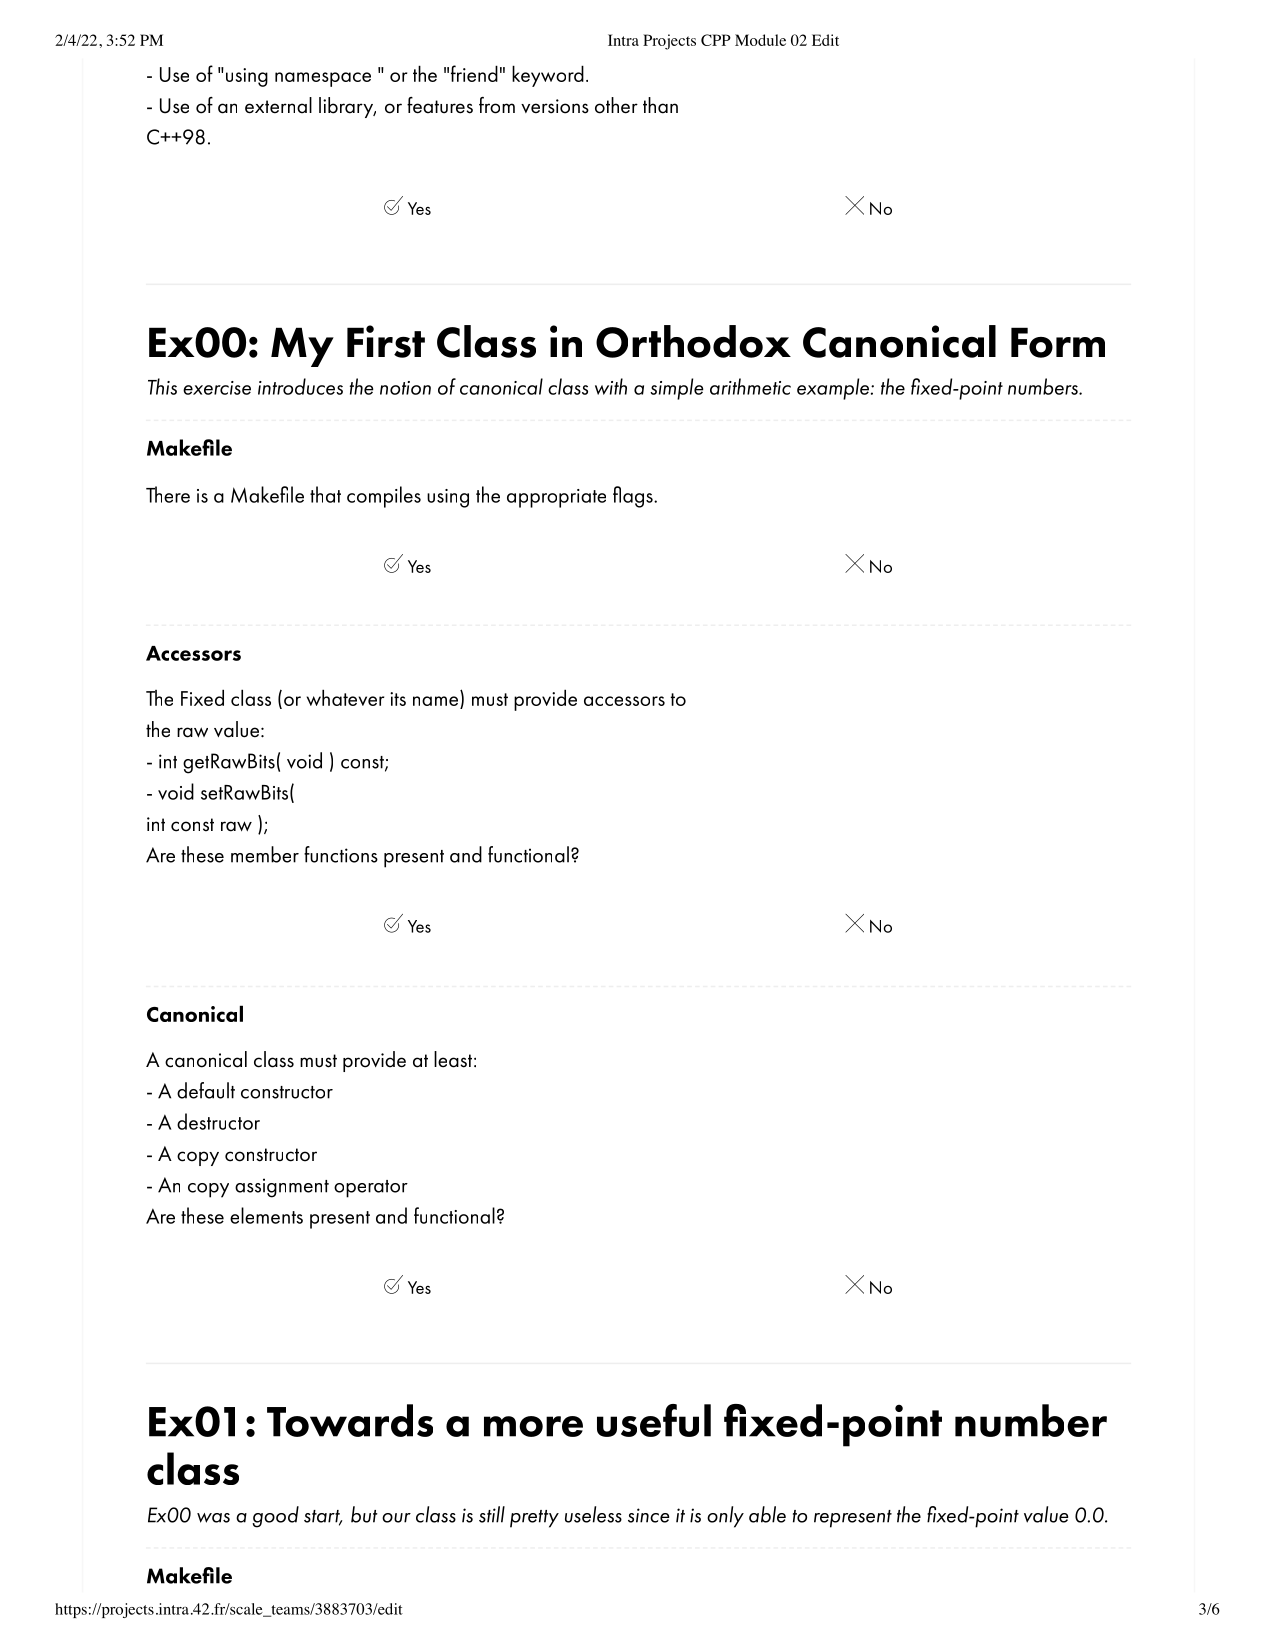 2/4/22, 3:52 PM
Intra Projects CPP Module 02 Edit
- Use of "using namespace " or the "friend" keyword.
- Use of an external library, or features from versions other than
C++98.
Yes
No
Ex00: My First Class in Orthodox Canonical Form
This exercise introduces the notion of canonical class with a simple arithmetic example: the fixed-point numbers.
Makefile
There is a Makefile that compiles using the appropriate flags.
Yes
No
Accessors
The Fixed class (or whatever its name) must provide accessors to
the raw value:
- int getRawBits( void ) const;
- void setRawBits(
int const raw );
Are these member functions present and functional?
Yes
No
Canonical
A canonical class must provide at least:
- A default constructor
- A destructor
- A copy constructor
- An copy assignment operator
Are these elements present and functional?
Yes
No
Ex01: Towards a more useful fixed-point number
class
Ex00 was a good start, but our class is still pretty useless since it is only able to represent the fixed-point value 0.0.
Makefile
https://projects.intra.42.fr/scale_teams/3883703/edit
3/6